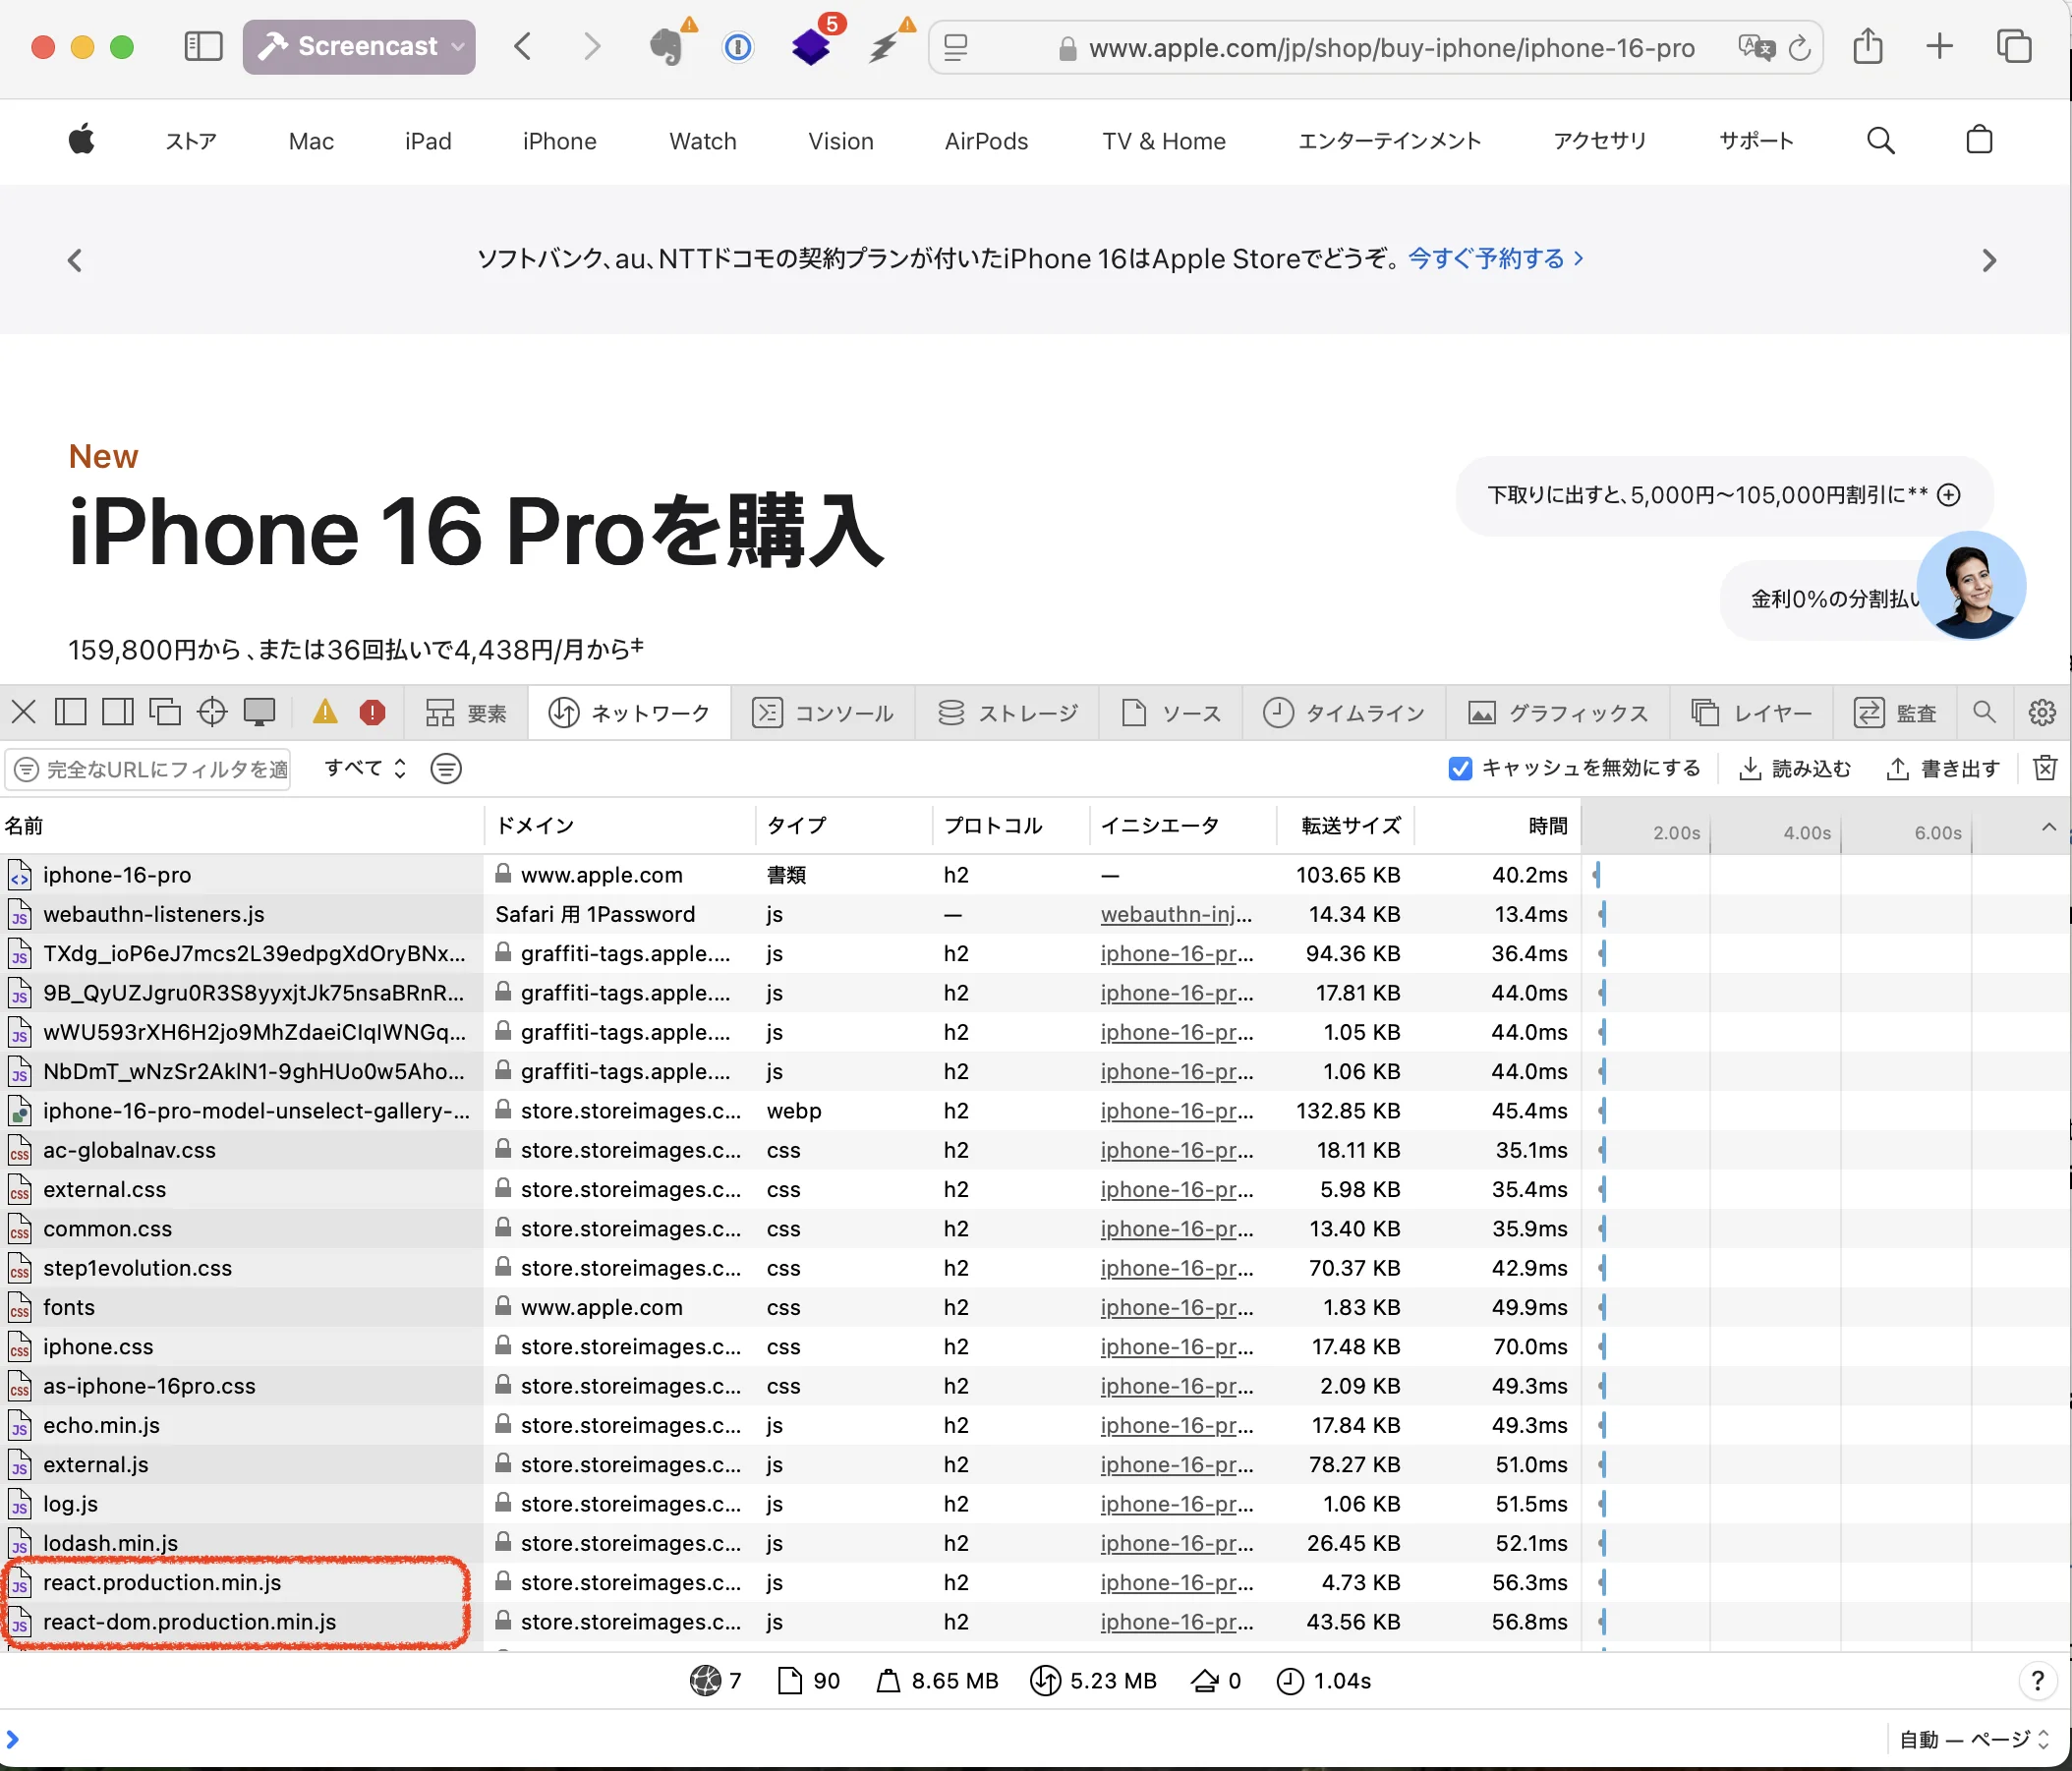 Screencast
5
www.apple.com/jp/shop/buy-iphone/iphone-16-pro
ストア Mac iPad iPhone Watch Vision AirPods TV & Home エンターテインメント アクセサリ サポート
ソフトバンク、au、NTTドコモの契約プランが付いたiPhone 16はApple Storeでどうぞ。今すぐ予約する
New
iPhone 16 Proを購入
下取りに出すと、5,000円〜105,000円割引に**
金利0%の分割払い
159,800円から 、または36回払いで4,438円/月から‡
要素 ネットワーク コンソール ストレージ ソース タイムライン グラフィックス レイヤー 監査
完全なURLにフィルタを適 すべて キャッシュを無効にする 読み込む 書き出す
名前 ドメイン タイプ プロトコル イニシエータ 転送サイズ 時間 2.00s 4.00s 6.00s
iphone-16-pro www.apple.com 書類 h2 — 103.65 KB 40.2ms
JS webauthn-listeners.js Safari 用 1Password js — webauthn-inj... 14.34 KB 13.4ms
JS TXdg_ioP6eJ7mcs2L39edpgXdOryBNx... graffiti-tags.apple.... js h2 iphone-16-pr... 94.36 KB 36.4ms
JS 9B_QyUZJgru0R3S8yyxjtJk75nsaBRnR... graffiti-tags.apple.... js h2 iphone-16-pr... 17.81 KB 44.0ms
JS wWU593rXH6H2jo9MhZdaeiCIqIWNGq... graffiti-tags.apple.... js h2 iphone-16-pr... 1.05 KB 44.0ms
JS NbDmT_wNzSr2AklN1-9ghHUo0w5Aho... graffiti-tags.apple.... js h2 iphone-16-pr... 1.06 KB 44.0ms
iphone-16-pro-model-unselect-gallery-... store.storeimages.c... webp h2 iphone-16-pr... 132.85 KB 45.4ms
CSS ac-globalnav.css store.storeimages.c... css h2 iphone-16-pr... 18.11 KB 35.1ms
CSS external.css store.storeimages.c... css h2 iphone-16-pr... 5.98 KB 35.4ms
CSS common.css store.storeimages.c... css h2 iphone-16-pr... 13.40 KB 35.9ms
CSS step1evolution.css store.storeimages.c... css h2 iphone-16-pr... 70.37 KB 42.9ms
CSS fonts www.apple.com css h2 iphone-16-pr... 1.83 KB 49.9ms
CSS iphone.css store.storeimages.c... css h2 iphone-16-pr... 17.48 KB 70.0ms
CSS as-iphone-16pro.css store.storeimages.c... css h2 iphone-16-pr... 2.09 KB 49.3ms
JS echo.min.js store.storeimages.c... js h2 iphone-16-pr... 17.84 KB 49.3ms
JS external.js store.storeimages.c... js h2 iphone-16-pr... 78.27 KB 51.0ms
JS log.js store.storeimages.c... js h2 iphone-16-pr... 1.06 KB 51.5ms
JS lodash.min.js store.storeimages.c... js h2 iphone-16-pr... 26.45 KB 52.1ms
JS react.production.min.js store.storeimages.c... js h2 iphone-16-pr... 4.73 KB 56.3ms
JS react-dom.production.min.js store.storeimages.c... js h2 iphone-16-pr... 43.56 KB 56.8ms
7 90 8.65 MB 5.23 MB 0 1.04s ?
自動 — ページ